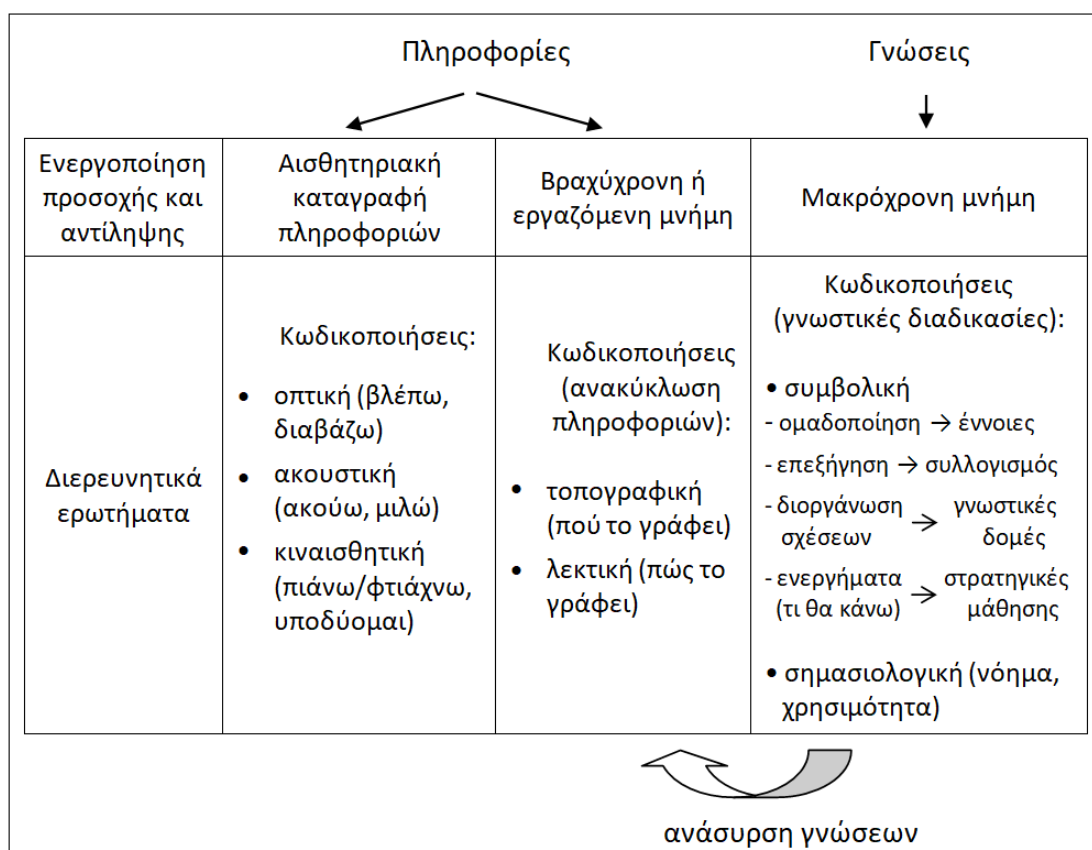 Πληροφορίες
Γνώσεις
Ενεργοποίηση
προσοχής και
αντίληψης
Αισθητηριακή
καταγραφή
πληροφοριών
Βραχύχρονη ή
εργαζόμενη μνήμη
Μακρόχρονη μνήμη
Διερευνητικά
ερωτήματα
Κωδικοποιήσεις:
• οπτική (βλέπω,
διαβάζω)
• ακουστική
(ακούω, μιλώ)
• κιναισθητική
(πιάνω/φτιάχνω,
υποδύομαι)
Κωδικοποιήσεις
(ανακύκλωση
πληροφοριών):
• τοπογραφική
(πού το γράφει)
• λεκτική (πώς το
γράφει)
Κωδικοποιήσεις
(γνωστικές διαδικασίες):
• συμβολική
- ομαδοποίηση → έννοιες
- επεξήγηση → συλλογισμός
- διοργάνωση → γνωστικές
σχέσεων δομές
- ενεργήματα → στρατηγικές
(τι θα κάνω) μάθησης
• σημασιολογική (νόημα,
χρησιμότητα)
ανάσυρση γνώσεων